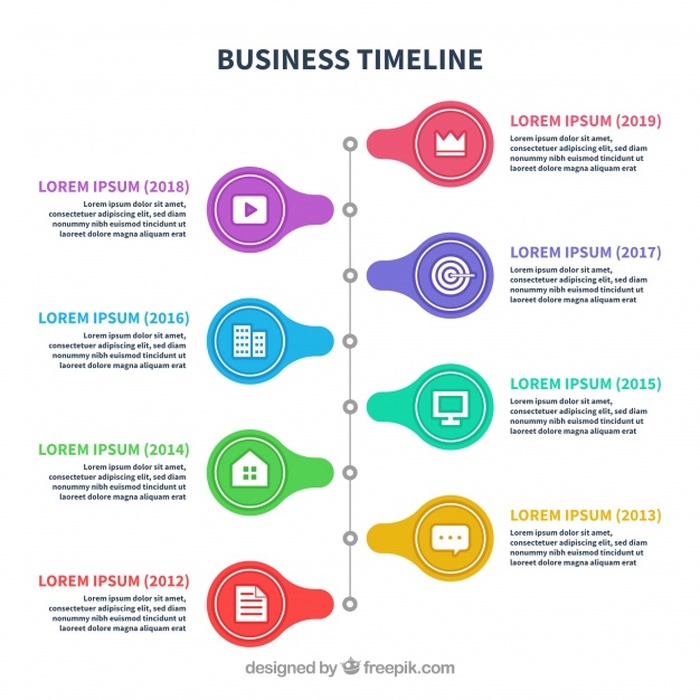 BUSINESS TIMELINE
LOREM IPSUM (2019)
lorem ipsum dolor sit amet,
consectetuer adipiscing elit, sed diam
nonummy nibh euismod tincidunt ut
laoreet dolore magna aliquam erat
LOREM IPSUM (2018)
Lorem ipsum dolor sit amet,
consectetuer adipiscing elit, sed diam
nonummy nibh euismod tincidunt ut
laoreet dolore magna aliquam erat
LOREM IPSUM (2017)
Lorem ipsum dolor sit amet,
consectetuer adipiscing elit, sed diam
nonummy nibh euismod tincidunt ut
laoreet dolore magna aliquam erat
LOREM IPSUM (2016)
Lorem ipsum dolor sit amet,
consectetuer adipiscing elit, sed diam
nonummy nibh euismod tincidunt ut
laoreet dolore magna aliquam erat
LOREM IPSUM (2015)
Lorem ipsum dolor sit amet,
consectetuer adipiscing elit, sed diam
nonummy nibh euismod tincidunt ut
laoreet dolore magna aliquam erat
LOREM IPSUM (2014)
Lorem ipsum dolor sit amet,
consectetuer adipiscing elit, sed diam
nonummy nibh euismod tincidunt ut
laoreet dolore magna aliquam erat
LOREM IPSUM (2013)
Lorem ipsum dolor sit amet,
consectetuer adipiscing elit, sed diam
nonummy nibh euismod tincidunt ut
laoreet dolore magna aliquam erat
LOREM IPSUM (2012)
Lorem ipsum dolor sit amet,
consectetuer adipiscing elit, sed diam
nonummy nibh euismod tincidunt ut
laoreet dolore magna aliquam erat
designed by freepik.com